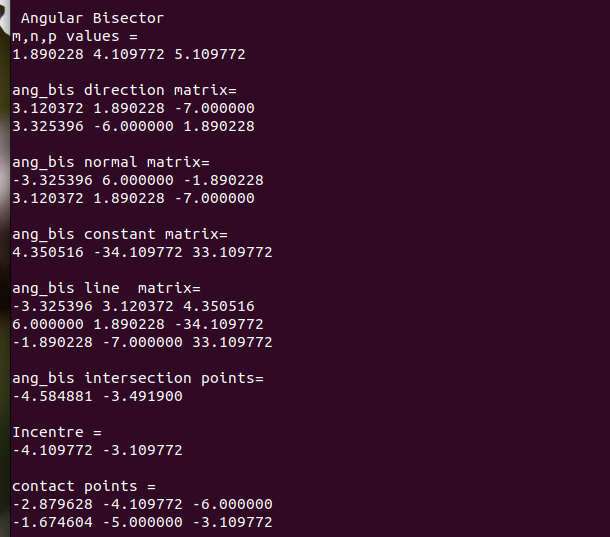 Angular Bisector
m,n,p values =
1.890228 4.109772 5.109772
ang_bis direction matrix=
3.120372 1.890228 -7.000000
3.325396 -6.000000 1.890228
ang_bis normal matrix=
-3.325396 6.000000 -1.890228
3.120372 1.890228 -7.000000
ang_bis constant matrix=
4.350516 -34.109772 33.109772
ang_bis line  matrix=
-3.325396 3.120372 4.350516
6.000000 1.890228 -34.109772
-1.890228 -7.000000 33.109772
ang_bis intersection points=
-4.584881 -3.491900
Incentre =
-4.109772 -3.109772
contact points =
-2.879628 -4.109772 -6.000000
-1.674604 -5.000000 -3.109772